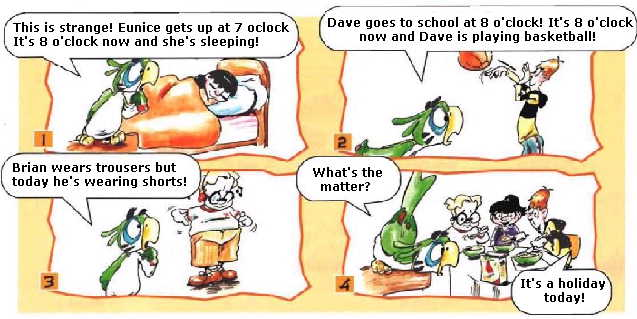 This is strange! Eunice gets up at 7 oclock
It's 8 o'clock now and she's sleeping!
1
Dave goes to school at 8 o'clock! It's 8 o'clock
now and Dave is playing basketball!
2
Brian wears trousers but
today he's wearing shorts!
3
What's the
matter?
4
It's a holiday
today!